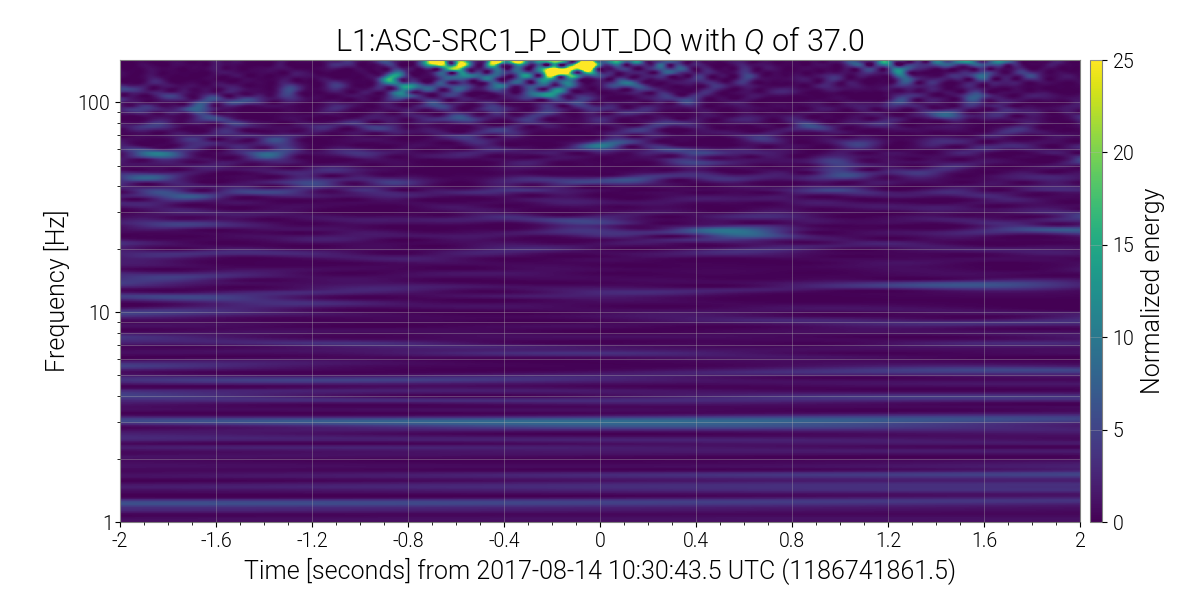 L1:ASC-SRC1_P_OUT_DQ with Q of 37.0
25
20
15
10
5
0
Normalized energy
100
10
1
Frequency [Hz]
-2 -1.6 -1.2 -0.8 -0.4 0 0.4 0.8 1.2 1.6 2
Time [seconds] from 2017-08-14 10:30:43.5 UTC (1186741861.5)